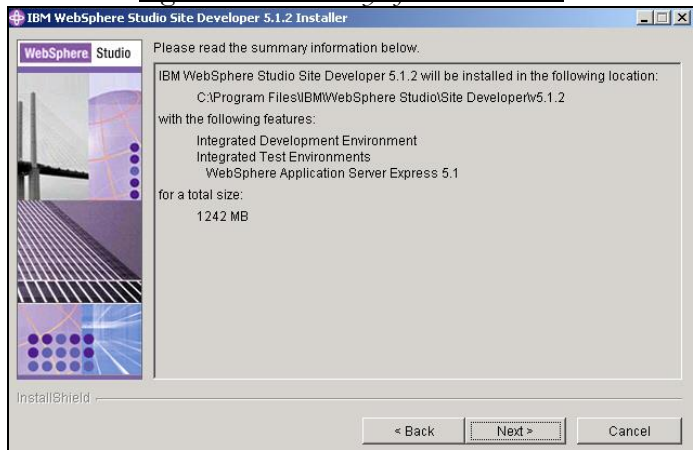 IBM WebSphere Studio Site Developer 5.1.2 Installer
WebSphere Studio
Please read the summary information below.
IBM WebSphere Studio Site Developer 5.1.2 will be installed in the following location:
C:\Program Files\IBM\WebSphere Studio\Site Developer\v5.1.2
with the following features:
Integrated Development Environment
Integrated Test Environments
WebSphere Application Server Express 5.1
for a total size:
1242 MB
InstallShield
< Back Next > Cancel